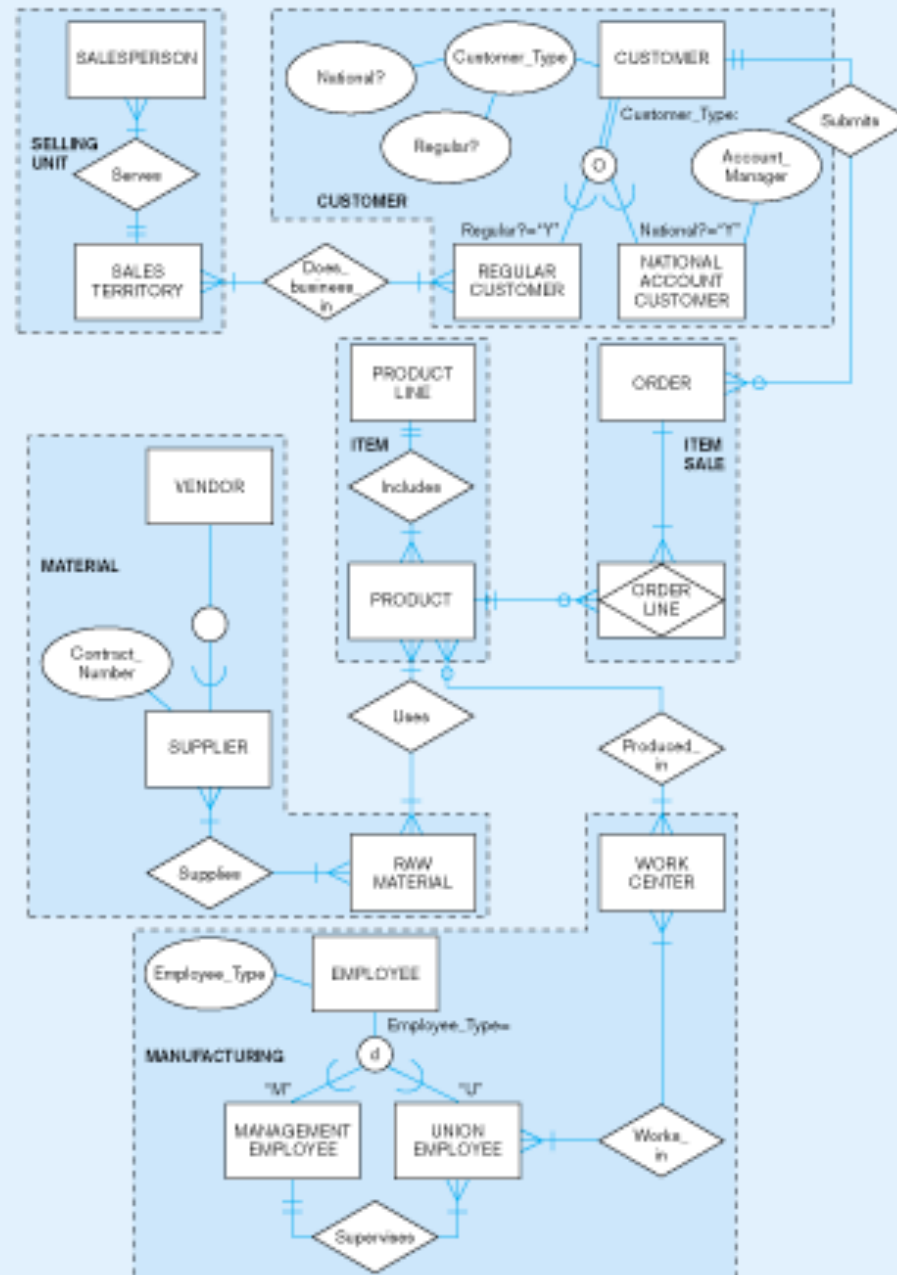 SALESPERSON
SELLING
UNIT
Serves
SALES
TERRITORY
National?
Customer_Type
Regular?
CUSTOMER
Customer_Type:
Submits
Account_
Manager
O
CUSTOMER
Regular?="Y"
National?="Y"
Does_
business_
in
REGULAR
CUSTOMER
NATIONAL
ACCOUNT
CUSTOMER
PRODUCT
LINE
ITEM
Includes
PRODUCT
ORDER
ITEM
SALE
ORDER
LINE
VENDOR
MATERIAL
Contract_
Number
SUPPLIER
Uses
Produced_
in
Supplies
RAW
MATERIAL
WORK
CENTER
Employee_Type
EMPLOYEE
Employee_Type=
d
MANUFACTURING
"M"
"U"
MANAGEMENT
EMPLOYEE
UNION
EMPLOYEE
Works_
in
Supervises